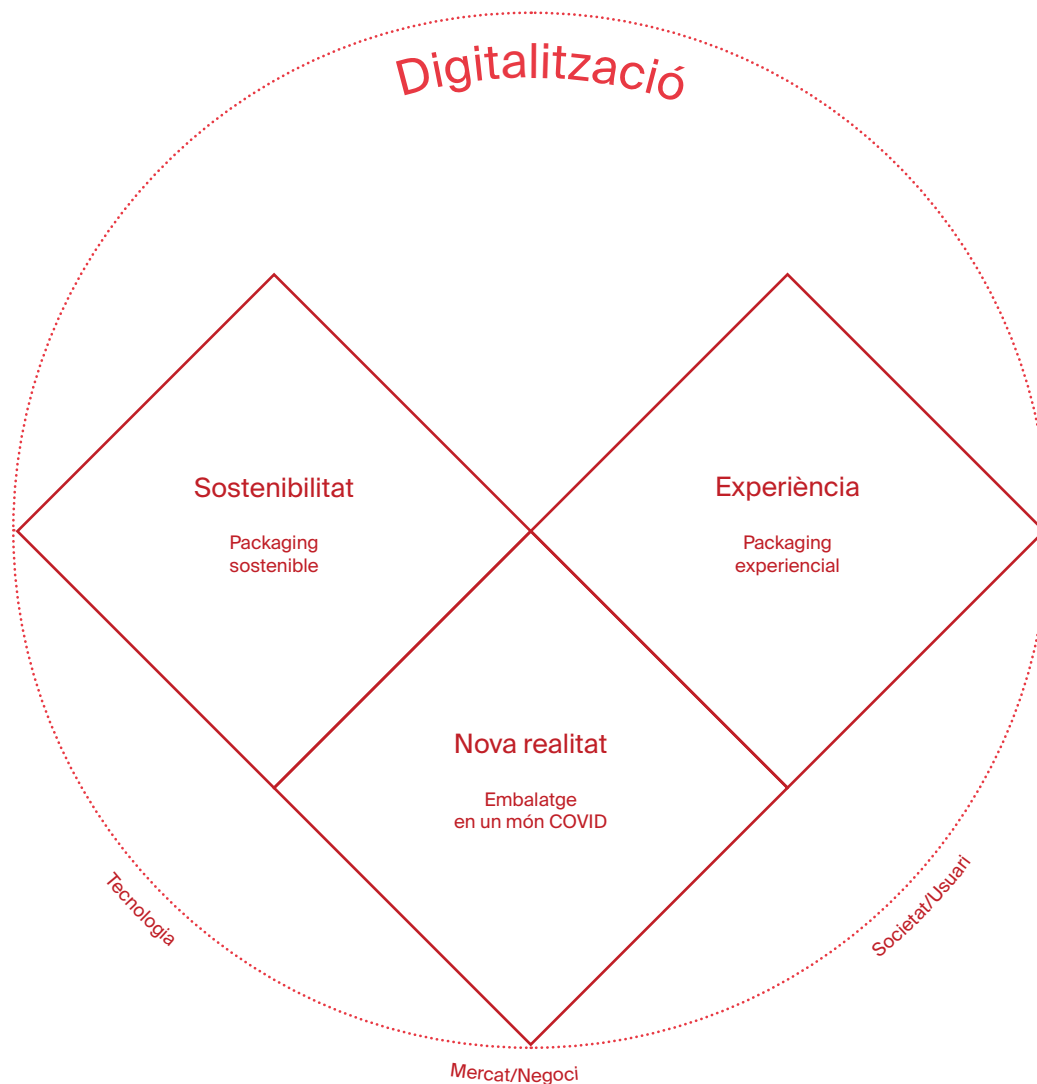 Digitalització
Sostenibilitat
Packaging
sostenible
Experiència
Packaging
experiencial
Nova realitat
Embalatge
en un món COVID
Tecnologia
Societat/Usuari
Mercat/Negoci